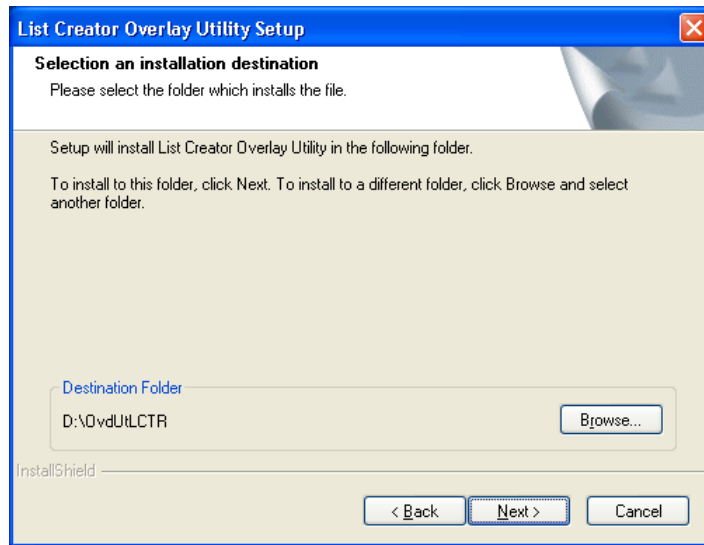 List Creator Overlay Utility Setup
Selection an installation destination
Please select the folder which installs the file.
Setup will install List Creator Overlay Utility in the following folder.
To install to this folder, click Next. To install to a different folder, click Browse and select
another folder.
Destination Folder
D:\OvdUtLCTR
Browse...
InstallShield
< Back
Next >
Cancel